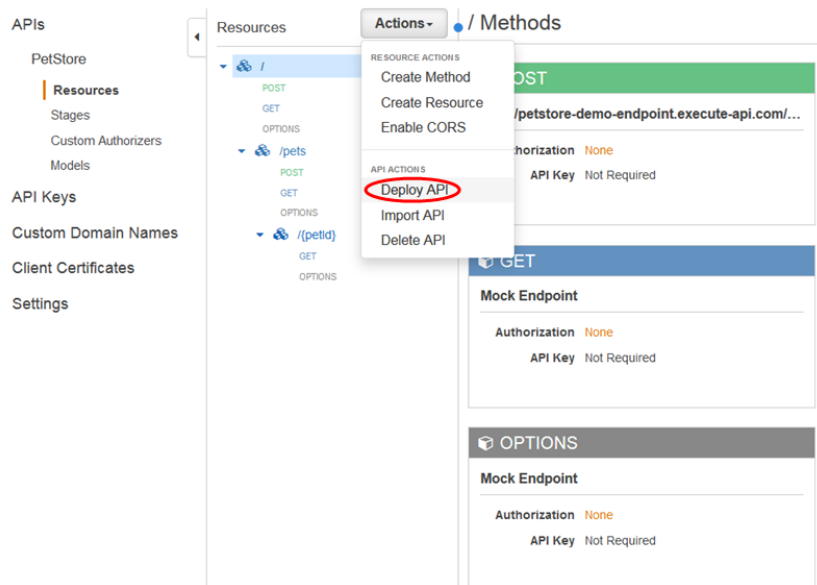 APIs
PetStore
Resources
Stages
Custom Authorizers
Models
API Keys
Custom Domain Names
Client Certificates
Settings
Resources
/
POST
GET
OPTIONS
/pets
POST
GET
OPTIONS
/{petId}
GET
OPTIONS
Actions
RESOURCE ACTIONS
Create Method
Create Resource
Enable CORS
API ACTIONS
Deploy API
Import API
Delete API
/ Methods
OST
/petstore-demo-endpoint.execute-api.com/...
horization None
API Key Not Required
GET
Mock Endpoint
Authorization None
API Key Not Required
OPTIONS
Mock Endpoint
Authorization None
API Key Not Required